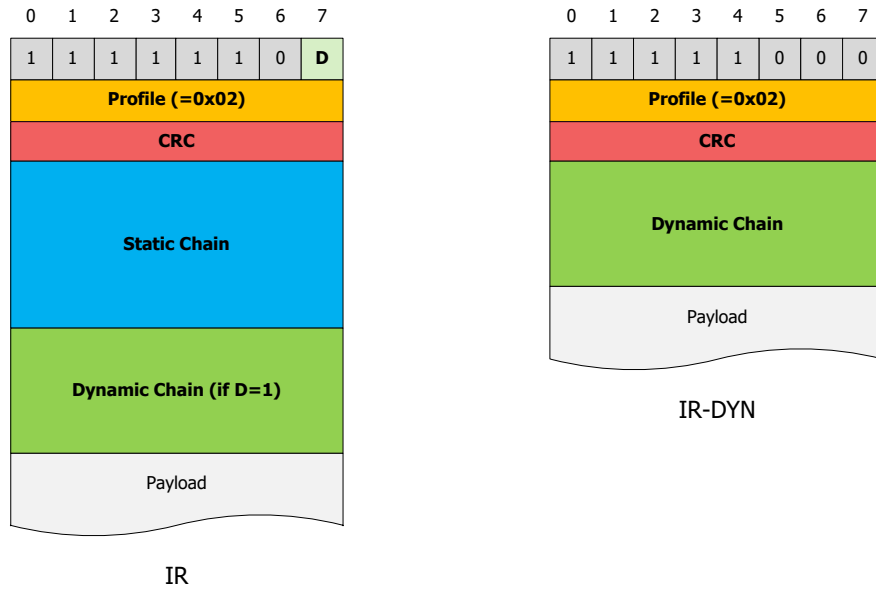 0 1 2 3 4 5 6 7
1 1 1 1 1 1 0 D
Profile (=0x02)
CRC
Static Chain
Dynamic Chain (if D=1)
Payload
IR
0 1 2 3 4 5 6 7
1 1 1 1 1 0 0 0
Profile (=0x02)
CRC
Dynamic Chain
Payload
IR-DYN